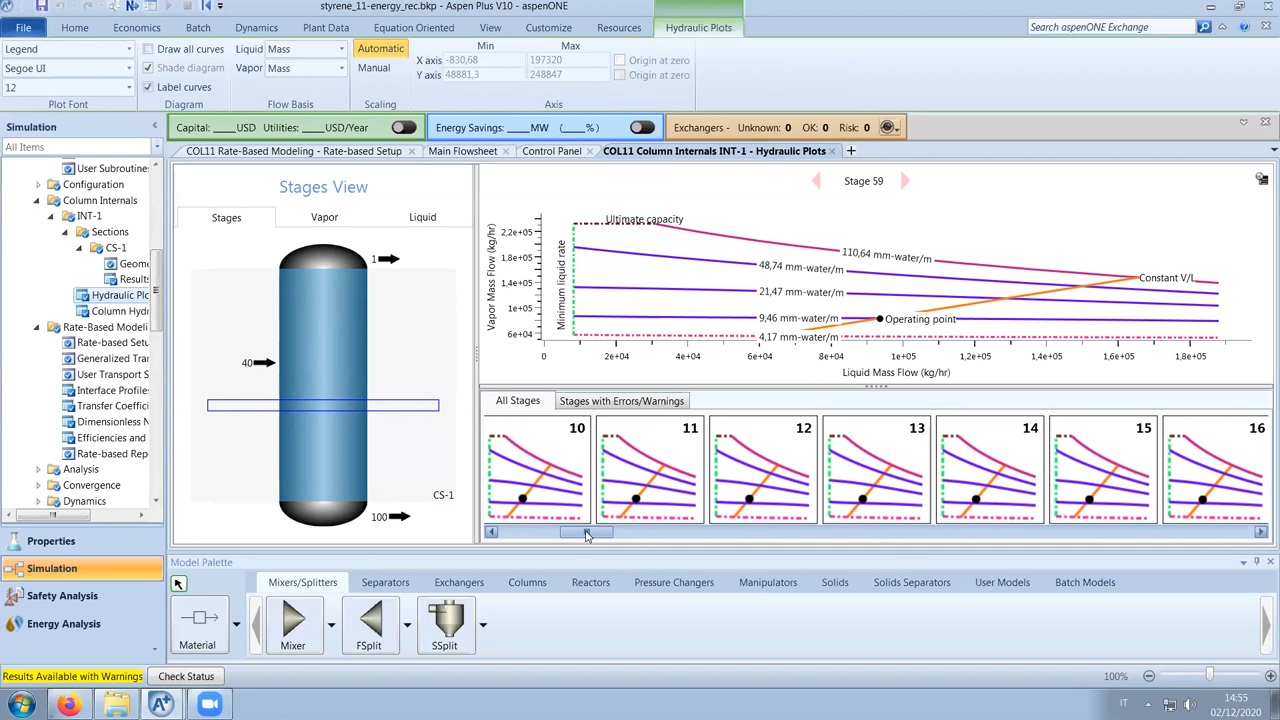 styrene_11-energy_rec.bkp - Aspen Plus V10 - aspenONE
Hydraulic Plots
File Home Economics Batch Dynamics Plant Data Equation Oriented View Customize Resources Hydraulic Plots
Search aspenONE Exchange
Legend
Segoe UI
12
Plot Font
Draw all curves
Shade diagram
Label curves
Diagram
Liquid Mass
Vapor Mass
Flow Basis
Automatic
Manual
Scaling
Min Max
X axis -830,68 197320 Origin at zero
Y axis 48881,3 248847 Origin at zero
Axis
Simulation
All Items
User Subroutine
Configuration
Column Internals
INT-1
Sections
CS-1
Geome
Results
Hydraulic Plo
Column Hydr
Rate-Based Modeli
Rate-based Setu
Generalized Tra
User Transport S
Interface Profiles
Transfer Coeffici
Dimensionless N
Efficiencies and
Rate-based Rep
Analysis
Convergence
Dynamics
Properties
Simulation
Safety Analysis
Energy Analysis
Capital: ____USD Utilities: ____USD/Year
Energy Savings: ____MW (____%)
Exchangers - Unknown: 0 OK: 0 Risk: 0
COL11 Rate-Based Modeling - Rate-based Setup
Main Flowsheet
Control Panel
COL11 Column Internals INT-1 - Hydraulic Plots
Stages View
Stages Vapor Liquid
1
40
CS-1
100
Stage 59
Vapor Mass Flow (kg/hr)
2,2e+05
1,8e+05
1,4e+05
1e+05
6e+04
Minimum liquid rate
Ultimate capacity
110,64 mm-water/m
48,74 mm-water/m
Constant V/L
21,47 mm-water/m
9,46 mm-water/m
Operating point
4,17 mm-water/m
0 2e+04 4e+04 6e+04 8e+04 1e+05 1,2e+05 1,4e+05 1,6e+05 1,8e+05
Liquid Mass Flow (kg/hr)
All Stages
Stages with Errors/Warnings
10 11 12 13 14 15 16
Model Palette
Mixers/Splitters Separators Exchangers Columns Reactors Pressure Changers Manipulators Solids Solids Separators User Models Batch Models
Material
Mixer
FSplit
SSplit
Results Available with Warnings
Check Status
100%
IT
14:55
02/12/2020